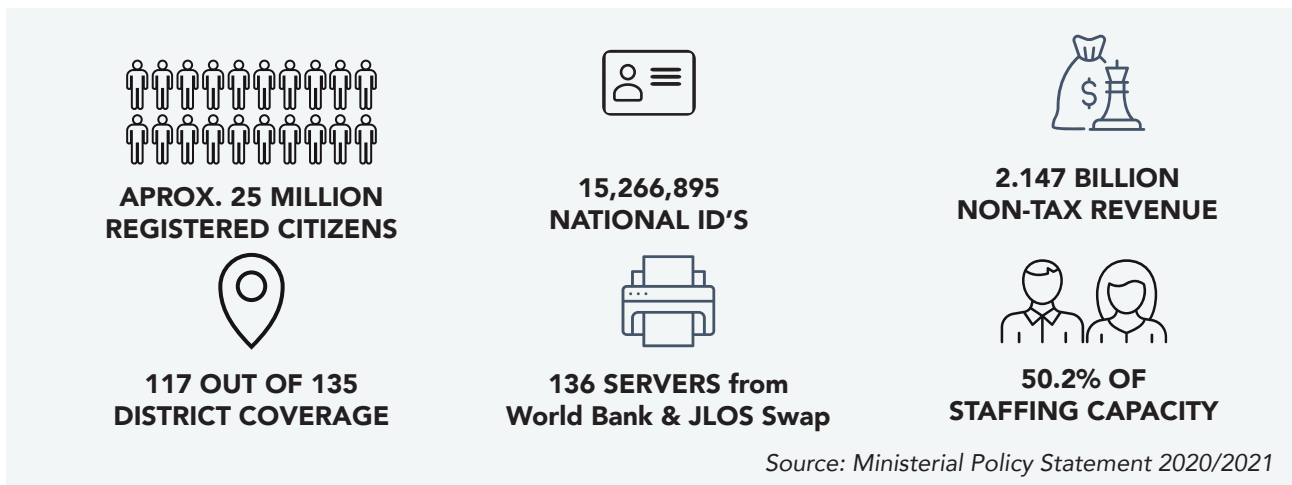 APROX. 25 MILLION
REGISTERED CITIZENS
15,266,895
NATIONAL ID’S
$
2.147 BILLION
NON-TAX REVENUE
117 OUT OF 135
DISTRICT COVERAGE
136 SERVERS from
World Bank & JLOS Swap
50.2% OF
STAFFING CAPACITY
Source: Ministerial Policy Statement 2020/2021